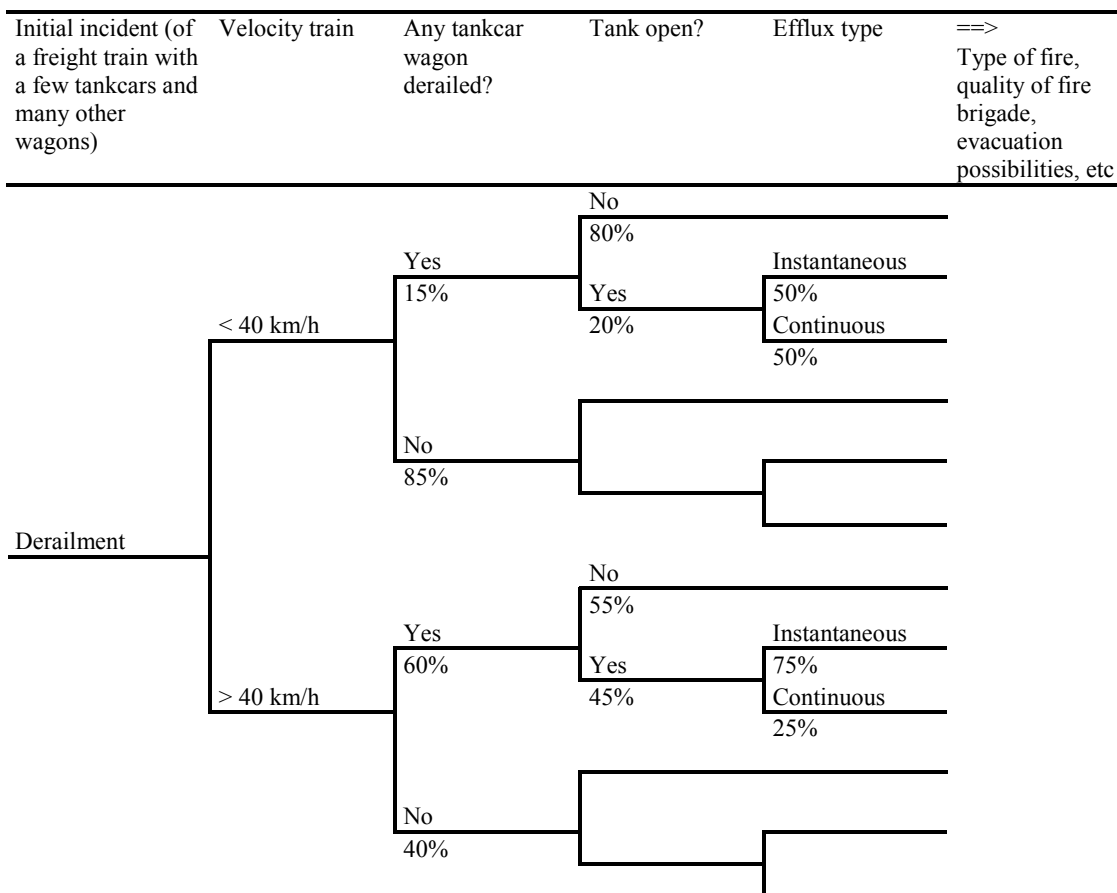 Initial incident (of
a freight train with
a few tankcars and
many other
wagons)
Velocity train
Any tankcar
wagon
derailed?
Tank open?
Efflux type
==>
Type of fire,
quality of fire
brigade,
evacuation
possibilities, etc
No
80%
Yes
15%
Instantaneous
50%
Yes
20%
Continuous
50%
< 40 km/h
No
85%
Derailment
No
55%
Yes
60%
Instantaneous
75%
Yes
45%
Continuous
25%
> 40 km/h
No
40%